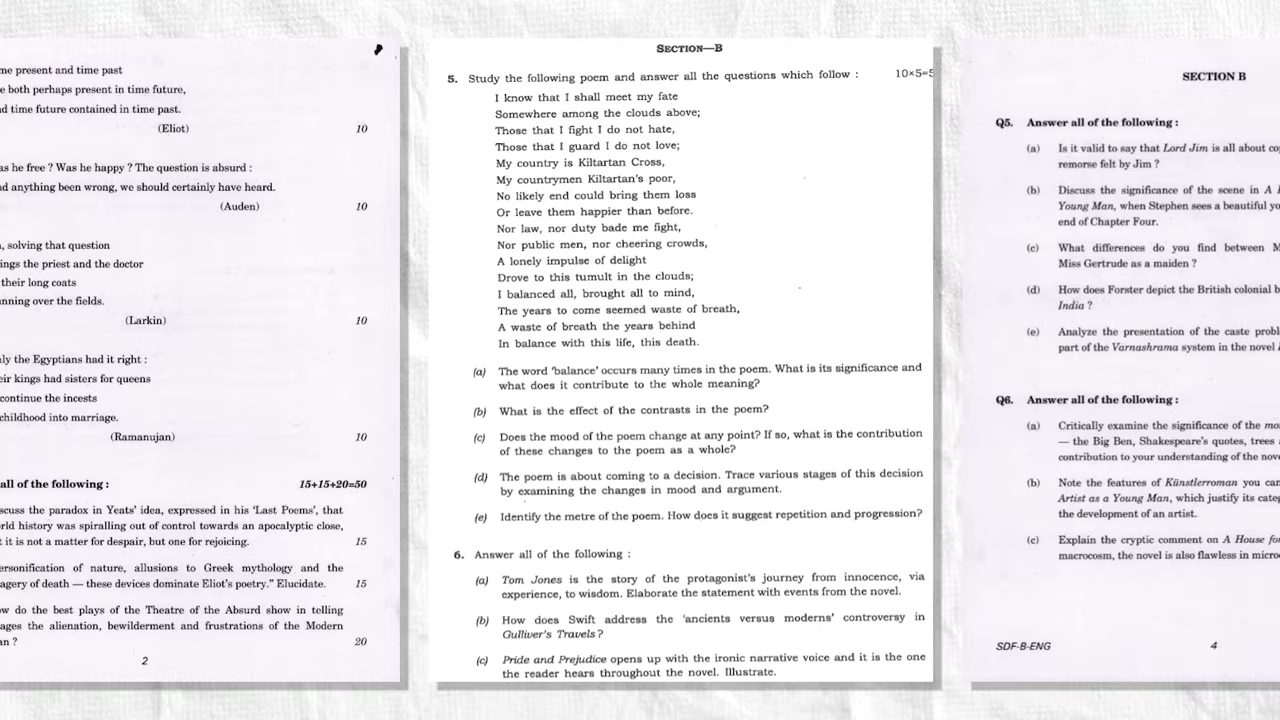 me present and time past
e both perhaps present in time future,
d time future contained in time past.
(Eliot) 10
as he free ? Was he happy ? The question is absurd :
d anything been wrong, we should certainly have heard.
(Auden) 10
, solving that question
ings the priest and the doctor
their long coats
nning over the fields.
(Larkin) 10
ly the Egyptians had it right :
eir kings had sisters for queens
continue the incests
childhood into marriage.
(Ramanujan) 10
all of the following : 15+15+20=50
scuss the paradox in Yeats' idea, expressed in his 'Last Poems', that
rld history was spiralling out of control towards an apocalyptic close,
t it is not a matter for despair, but one for rejoicing. 15
ersonification of nature, allusions to Greek mythology and the
agery of death — these devices dominate Eliot's poetry." Elucidate. 15
w do the best plays of the Theatre of the Absurd show in telling
ages the alienation, bewilderment and frustrations of the Modern
an ? 20
2
SECTION—B
5. Study the following poem and answer all the questions which follow : 10×5=5
I know that I shall meet my fate
Somewhere among the clouds above;
Those that I fight I do not hate,
Those that I guard I do not love;
My country is Kiltartan Cross,
My countrymen Kiltartan's poor,
No likely end could bring them loss
Or leave them happier than before.
Nor law, nor duty bade me fight,
Nor public men, nor cheering crowds,
A lonely impulse of delight
Drove to this tumult in the clouds;
I balanced all, brought all to mind,
The years to come seemed waste of breath,
A waste of breath the years behind
In balance with this life, this death.
(a) The word 'balance' occurs many times in the poem. What is its significance and
what does it contribute to the whole meaning?
(b) What is the effect of the contrasts in the poem?
(c) Does the mood of the poem change at any point? If so, what is the contribution
of these changes to the poem as a whole?
(d) The poem is about coming to a decision. Trace various stages of this decision
by examining the changes in mood and argument.
(e) Identify the metre of the poem. How does it suggest repetition and progression?
6. Answer all of the following :
(a) Tom Jones is the story of the protagonist's journey from innocence, via
experience, to wisdom. Elaborate the statement with events from the novel.
(b) How does Swift address the 'ancients versus moderns' controversy in
Gulliver's Travels?
(c) Pride and Prejudice opens up with the ironic narrative voice and it is the one
the reader hears throughout the novel. Illustrate.
SECTION B
Q5. Answer all of the following :
(a) Is it valid to say that Lord Jim is all about co
remorse felt by Jim ?
(b) Discuss the significance of the scene in A
Young Man, when Stephen sees a beautiful yo
end of Chapter Four.
(c) What differences do you find between M
Miss Gertrude as a maiden ?
(d) How does Forster depict the British colonial b
India ?
(e) Analyze the presentation of the caste probl
part of the Varnashrama system in the novel
Q6. Answer all of the following :
(a) Critically examine the significance of the mo
— the Big Ben, Shakespeare's quotes, trees
contribution to your understanding of the nove
(b) Note the features of Künstlerroman you can
Artist as a Young Man, which justify its categ
the development of an artist.
(c) Explain the cryptic comment on A House for
macrocosm, the novel is also flawless in micro
SDF-B-ENG 4